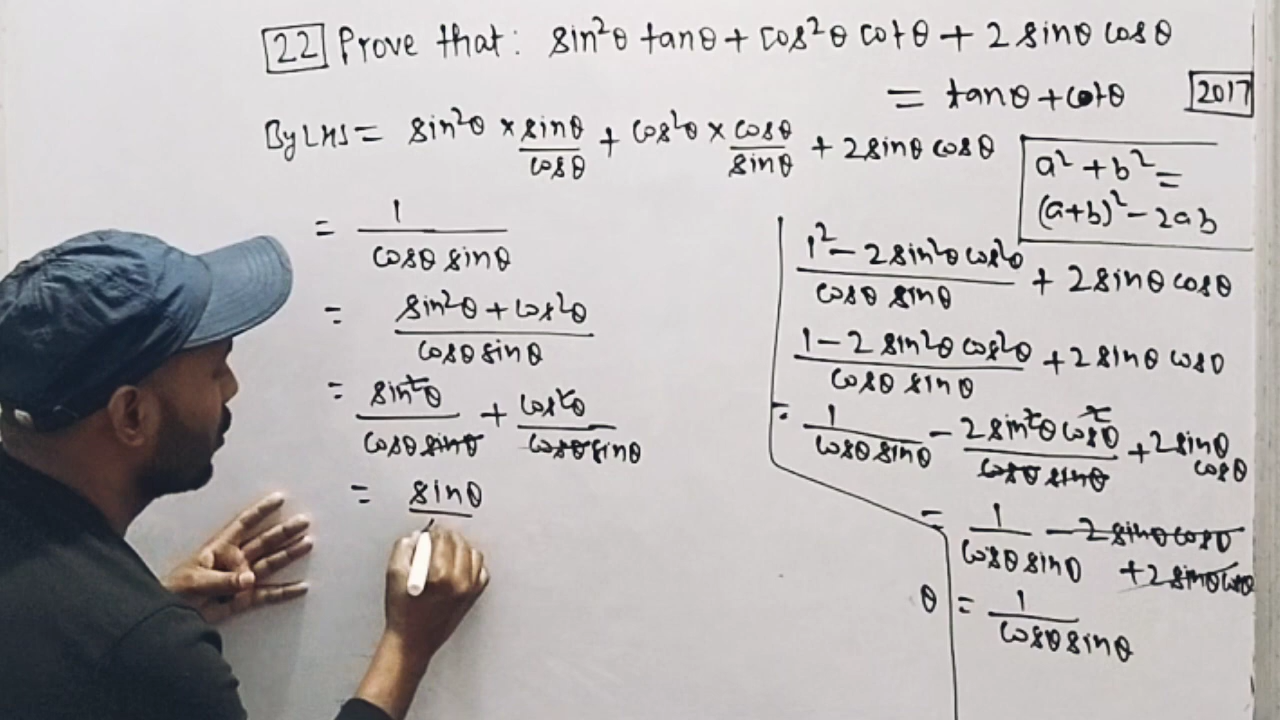 22 Prove that: sin²θ tanθ + cos²θ cotθ + 2 sinθ cosθ
= tanθ + cotθ
2017
By LHS = sin²θ × sinθ/cosθ + cos²θ × cosθ/sinθ + 2 sinθ cosθ
a² + b² =
(a+b)² - 2ab
= 1/cosθ sinθ
= sin²θ + cos²θ/cosθ sinθ
= sin²θ/cosθ sinθ + cos²θ/cosθ sinθ
= sinθ
1² - 2 sin²θ cos²θ/cosθ sinθ + 2 sinθ cosθ
1 - 2 sin²θ cos²θ/cosθ sinθ + 2 sinθ cosθ
= 1/cosθ sinθ - 2 sin²θ cos²θ/cosθ sinθ + 2 sinθ
cosθ
= 1/cosθ sinθ - 2 sinθ cosθ
+ 2 sinθ cosθ
θ = 1/cosθ sinθ